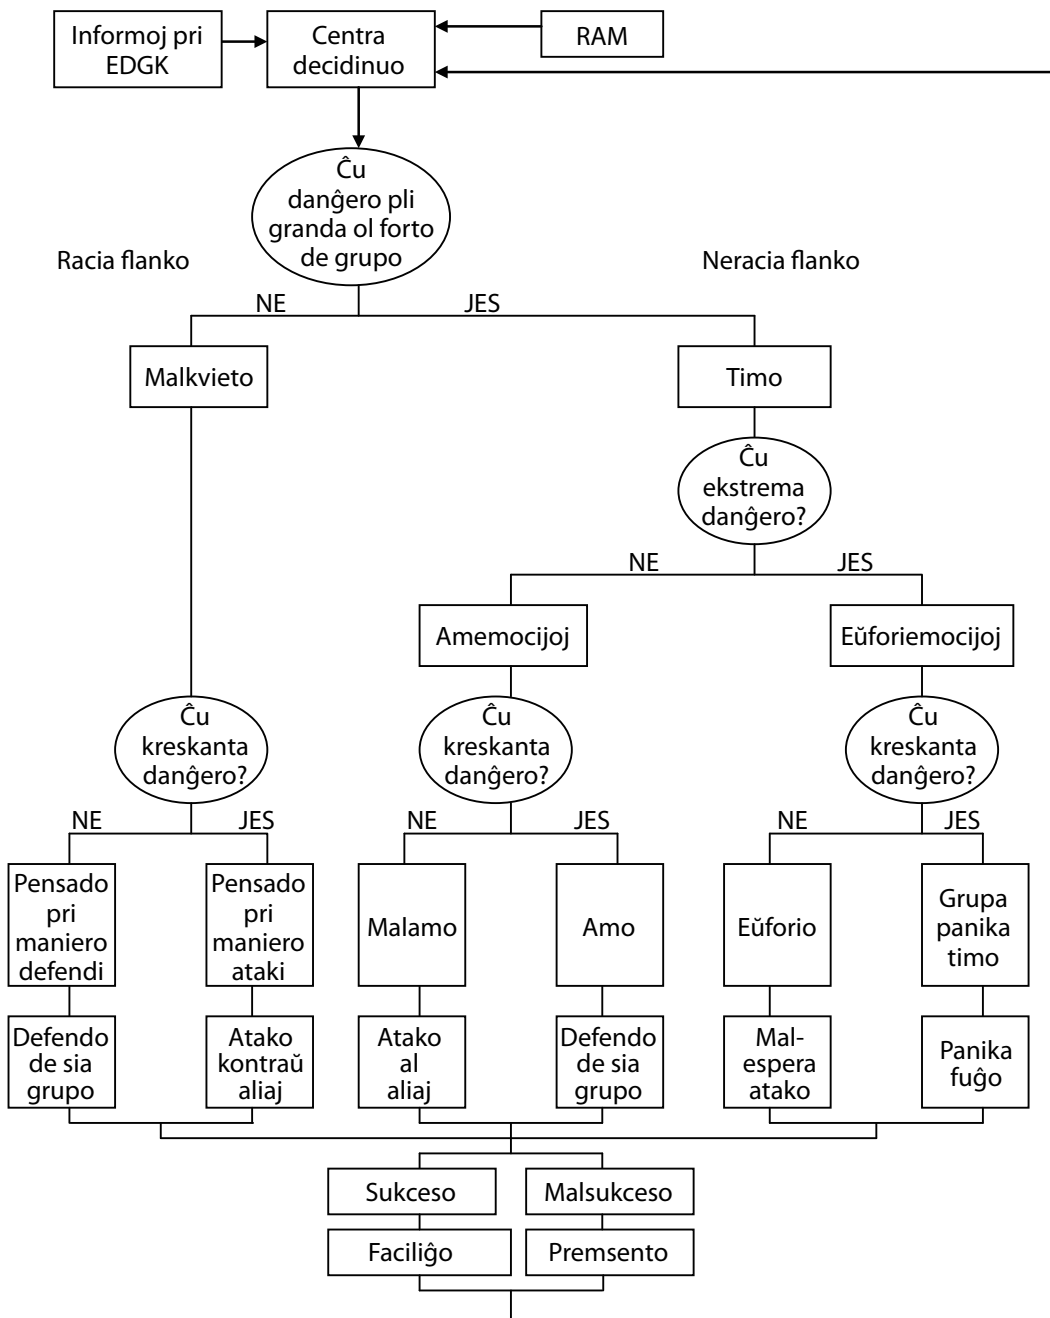 Informoj pri
EDGK
Centra
decidinuo
RAM
Ĉu
danĝero pli
granda ol forto
de grupo
Racia flanko
Neracia flanko
NE
JES
Malkvieto
Timo
Ĉu
ekstrema
danĝero?
NE
JES
Amemocijoj
Eŭforiemocijoj
Ĉu
kreskanta
danĝero?
Ĉu
kreskanta
danĝero?
Ĉu
kreskanta
danĝero?
NE
JES
NE
JES
NE
JES
Pensado
pri
maniero
defendi
Pensado
pri
maniero
ataki
Malamo
Amo
Eŭforio
Grupa
panika
timo
Defendo
de sia
grupo
Atako
kontraŭ
aliaj
Atako
al
aliaj
Defendo
de sia
grupo
Mal-
espera
atako
Panika
fuĝo
Sukceso
Malsukceso
Faciliĝo
Premsento